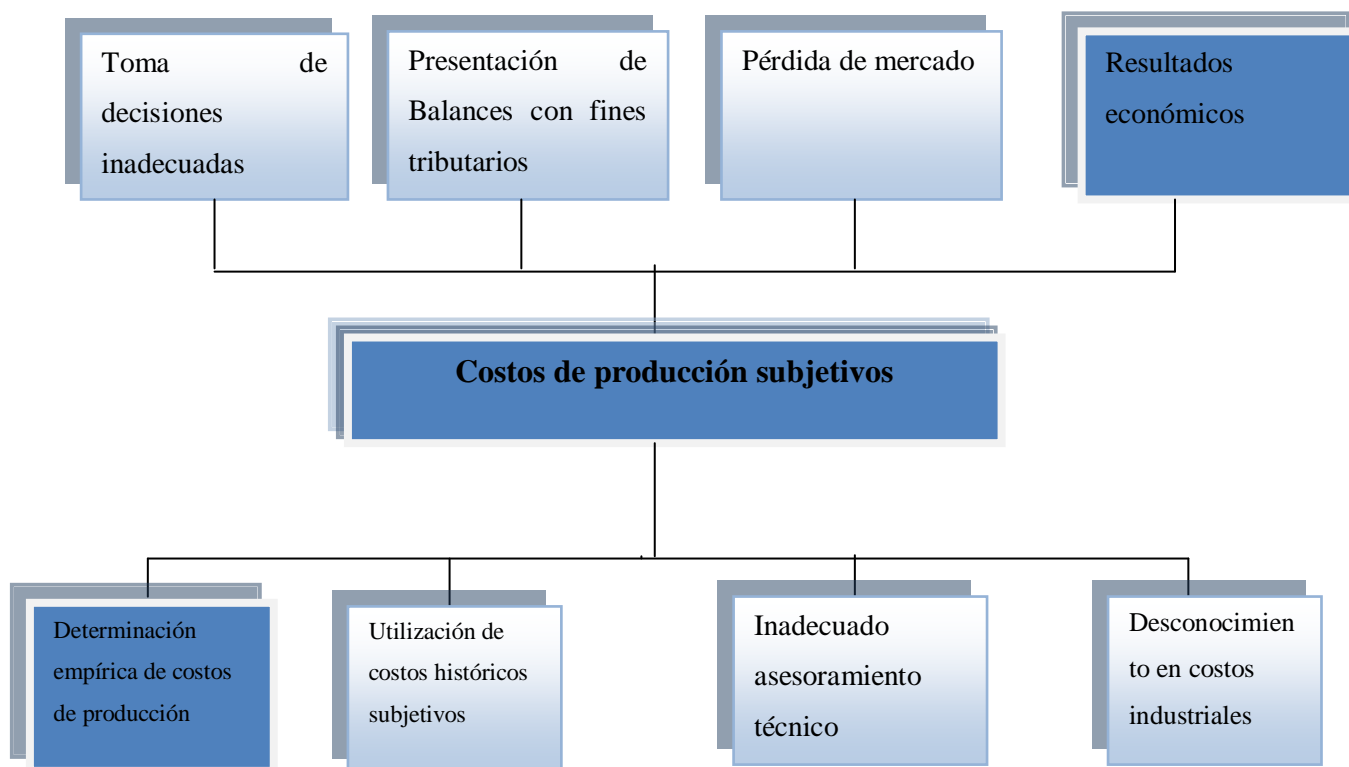 Toma de
decisiones
inadecuadas
Presentación de
Balances con fines
tributarios
Pérdida de mercado
Resultados
económicos
Costos de producción subjetivos
Determinación
empírica de costos
de producción
Utilización de
costos históricos
subjetivos
Inadecuado
asesoramiento
técnico
Desconocimien
to en costos
industriales